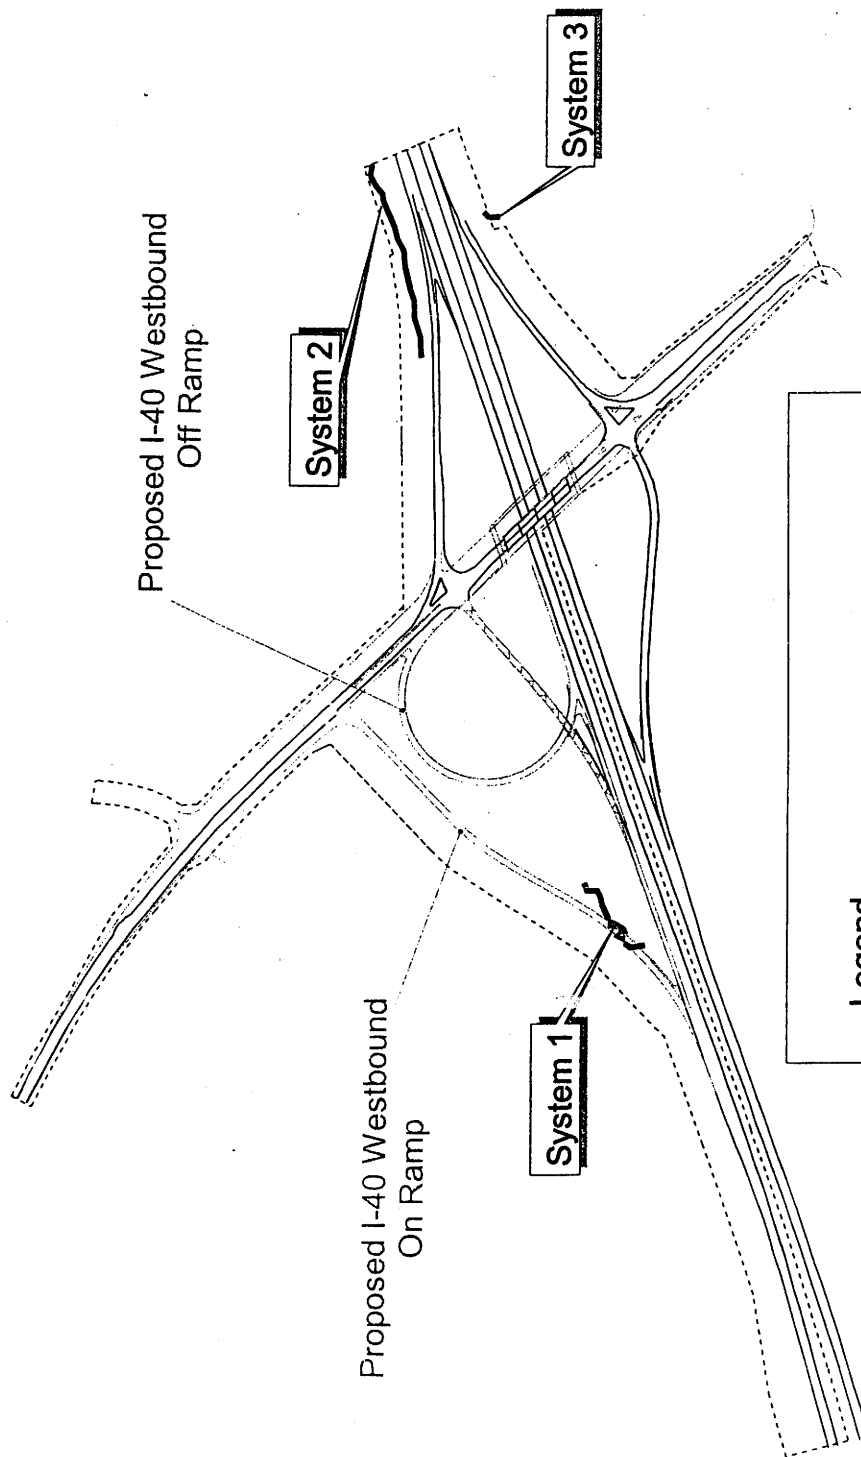 Proposed I-40 Westbound
On Ramp
System 1
Proposed I-40 Westbound
Off Ramp
System 2
System 3
Legend